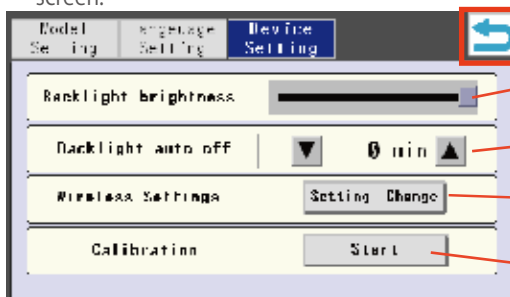 screen.
Model Language Device
Setting Setting Setting
Backlight brightness
Backlight auto off ▼ 0 min ▲
Wireless Settings Setting Change
Calibration Start